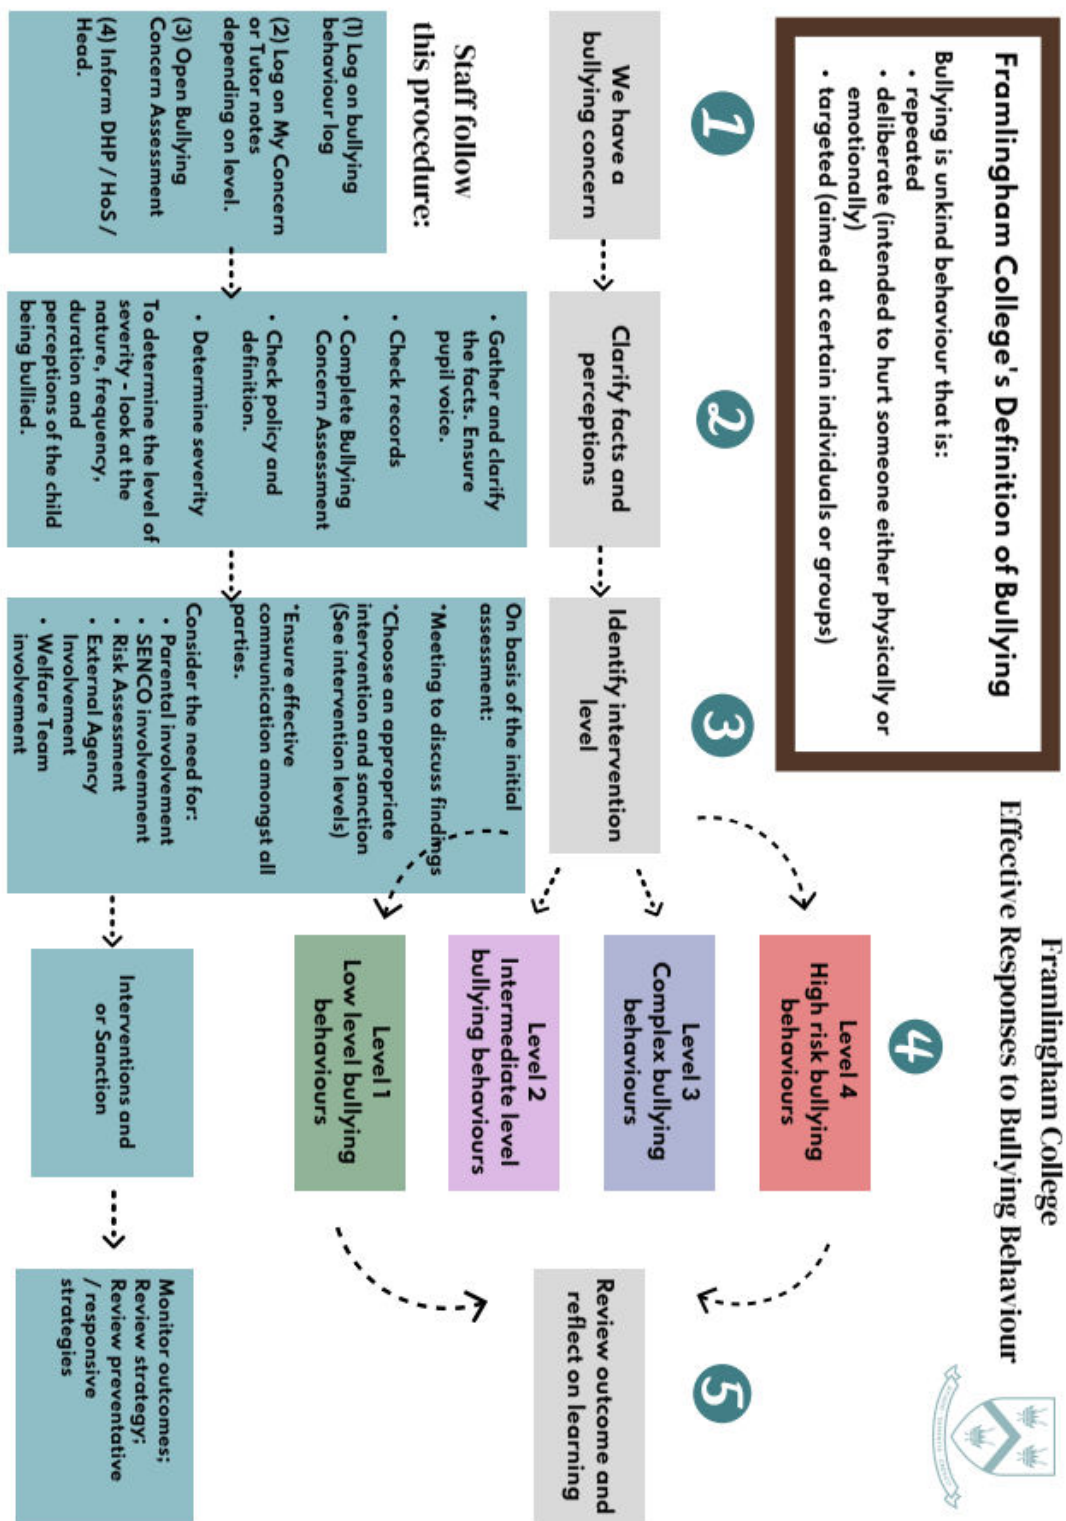 Framlingham College
Effective Responses to Bullying Behaviour
Framlingham College's Definition of Bullying
Bullying is unkind behaviour that is:
• repeated
• deliberate (intended to hurt someone either physically or
emotionally)
• targeted (aimed at certain individuals or groups)
1
2
3
4
5
We have a
bullying concern
Clarify facts and
perceptions
Identify intervention
level
Level 4
High risk bullying
behaviours
Level 3
Complex bullying
behaviours
Level 2
Intermediate level
bullying behaviours
Level 1
Low level bullying
behaviours
Review outcome and
reflect on learning
Staff follow
this procedure:
(1) Log on bullying
behaviour log
(2) Log on My Concern
or Tutor notes
depending on level.
(3) Open Bullying
Concern Assessment
(4) Inform DHP / HoS /
Head.
• Gather and clarify
the facts. Ensure
pupil voice.
• Check records
• Complete Bullying
Concern Assessment
• Check policy and
definition.
• Determine severity
To determine the level of
severity - look at the
nature, frequency,
duration and
perceptions of the child
being bullied.
On basis of the initial
assessment:
*Meeting to discuss findings
*Choose an appropriate
intervention and sanction
(See intervention levels)
*Ensure effective
communication amongst all
parties.
Consider the need for:
• Parental involvement
• SENCO involvemnent
• Risk Assessment
• External Agency
Involvement
• Welfare Team
involvement
Interventions and
or Sanction
Monitor outcomes;
Review strategy;
Review preventative
/ responsive
strategies